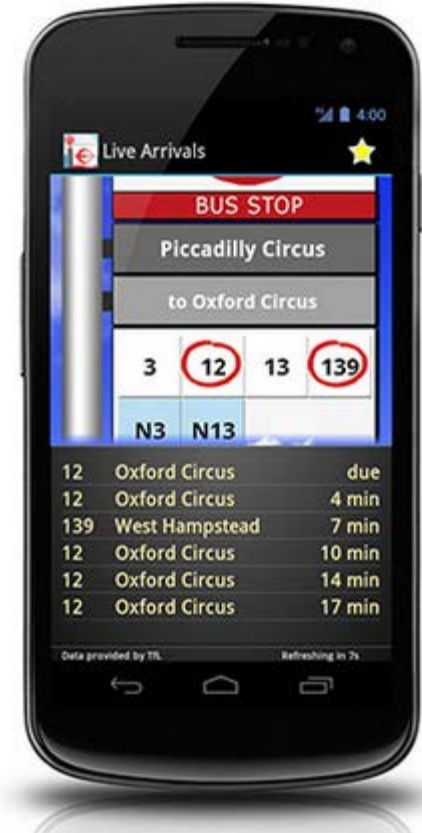 4:00
Live Arrivals
BUS STOP
Piccadilly Circus
to Oxford Circus
3 12 13 139
N3 N13
12 Oxford Circus due
12 Oxford Circus 4 min
139 West Hampstead 7 min
12 Oxford Circus 10 min
12 Oxford Circus 14 min
12 Oxford Circus 17 min
Data provided by TfL Refreshing in 7s